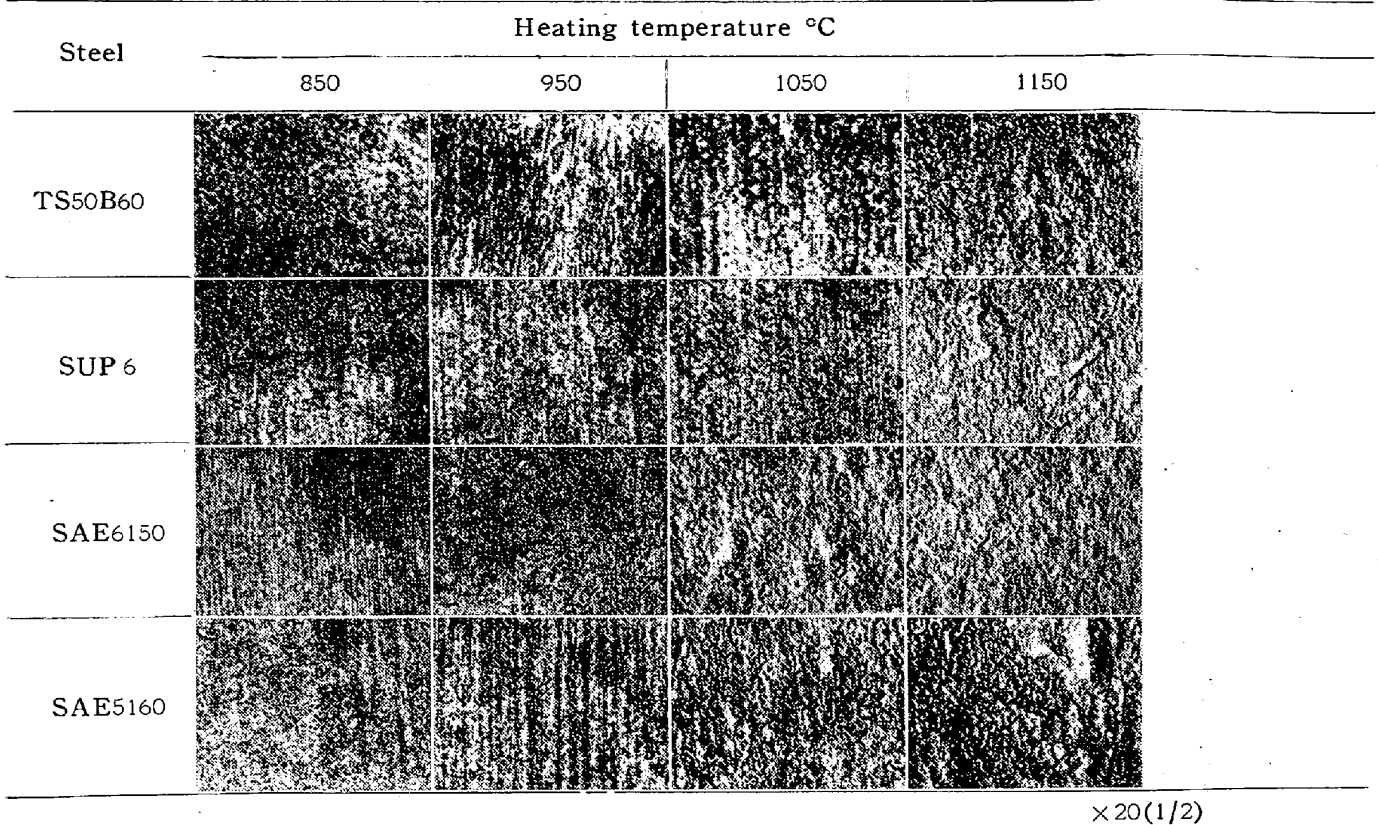 Heating temperature °C
Steel
850 950 1050 1150
TS50B60
SUP 6
SAE6150
SAE5160
×20(1/2)